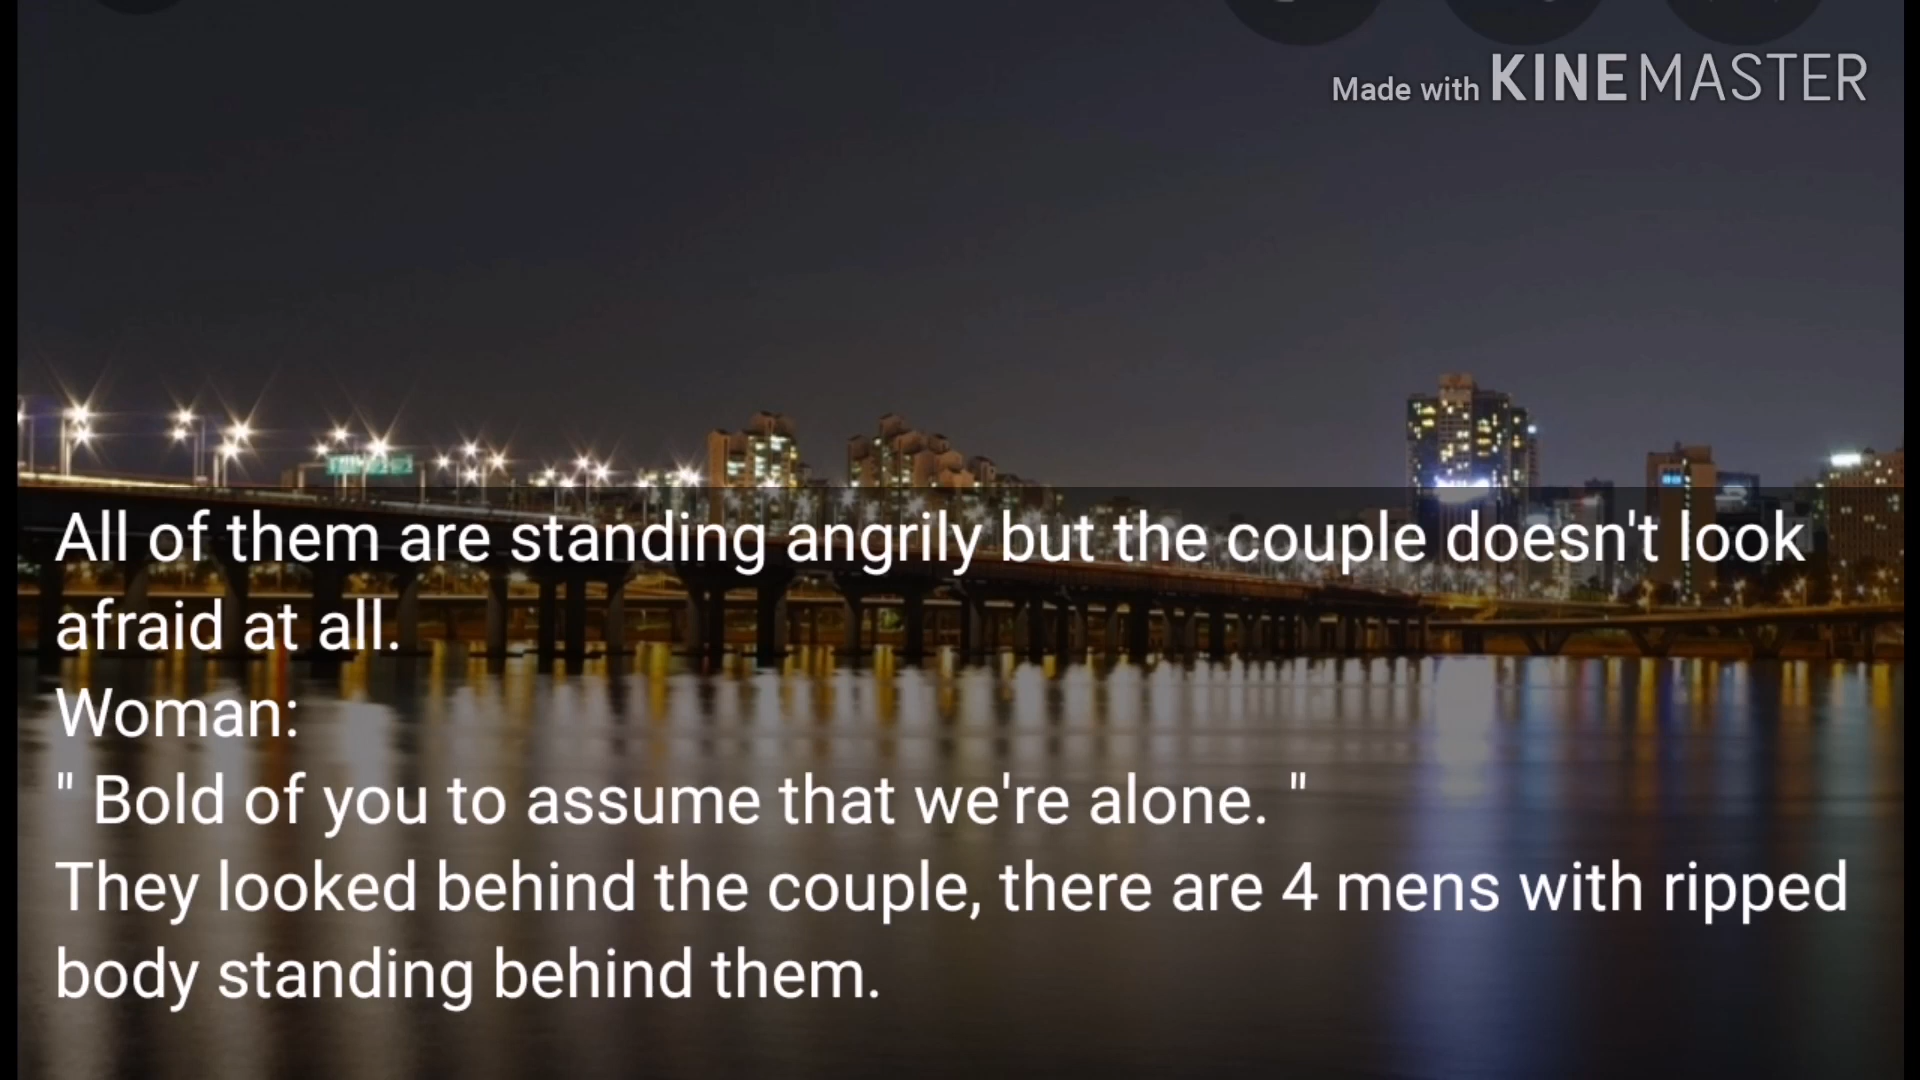 Made with KINEMASTER
All of them are standing angrily but the couple doesn't look
afraid at all.
Woman:
" Bold of you to assume that we're alone. "
They looked behind the couple, there are 4 mens with ripped
body standing behind them.